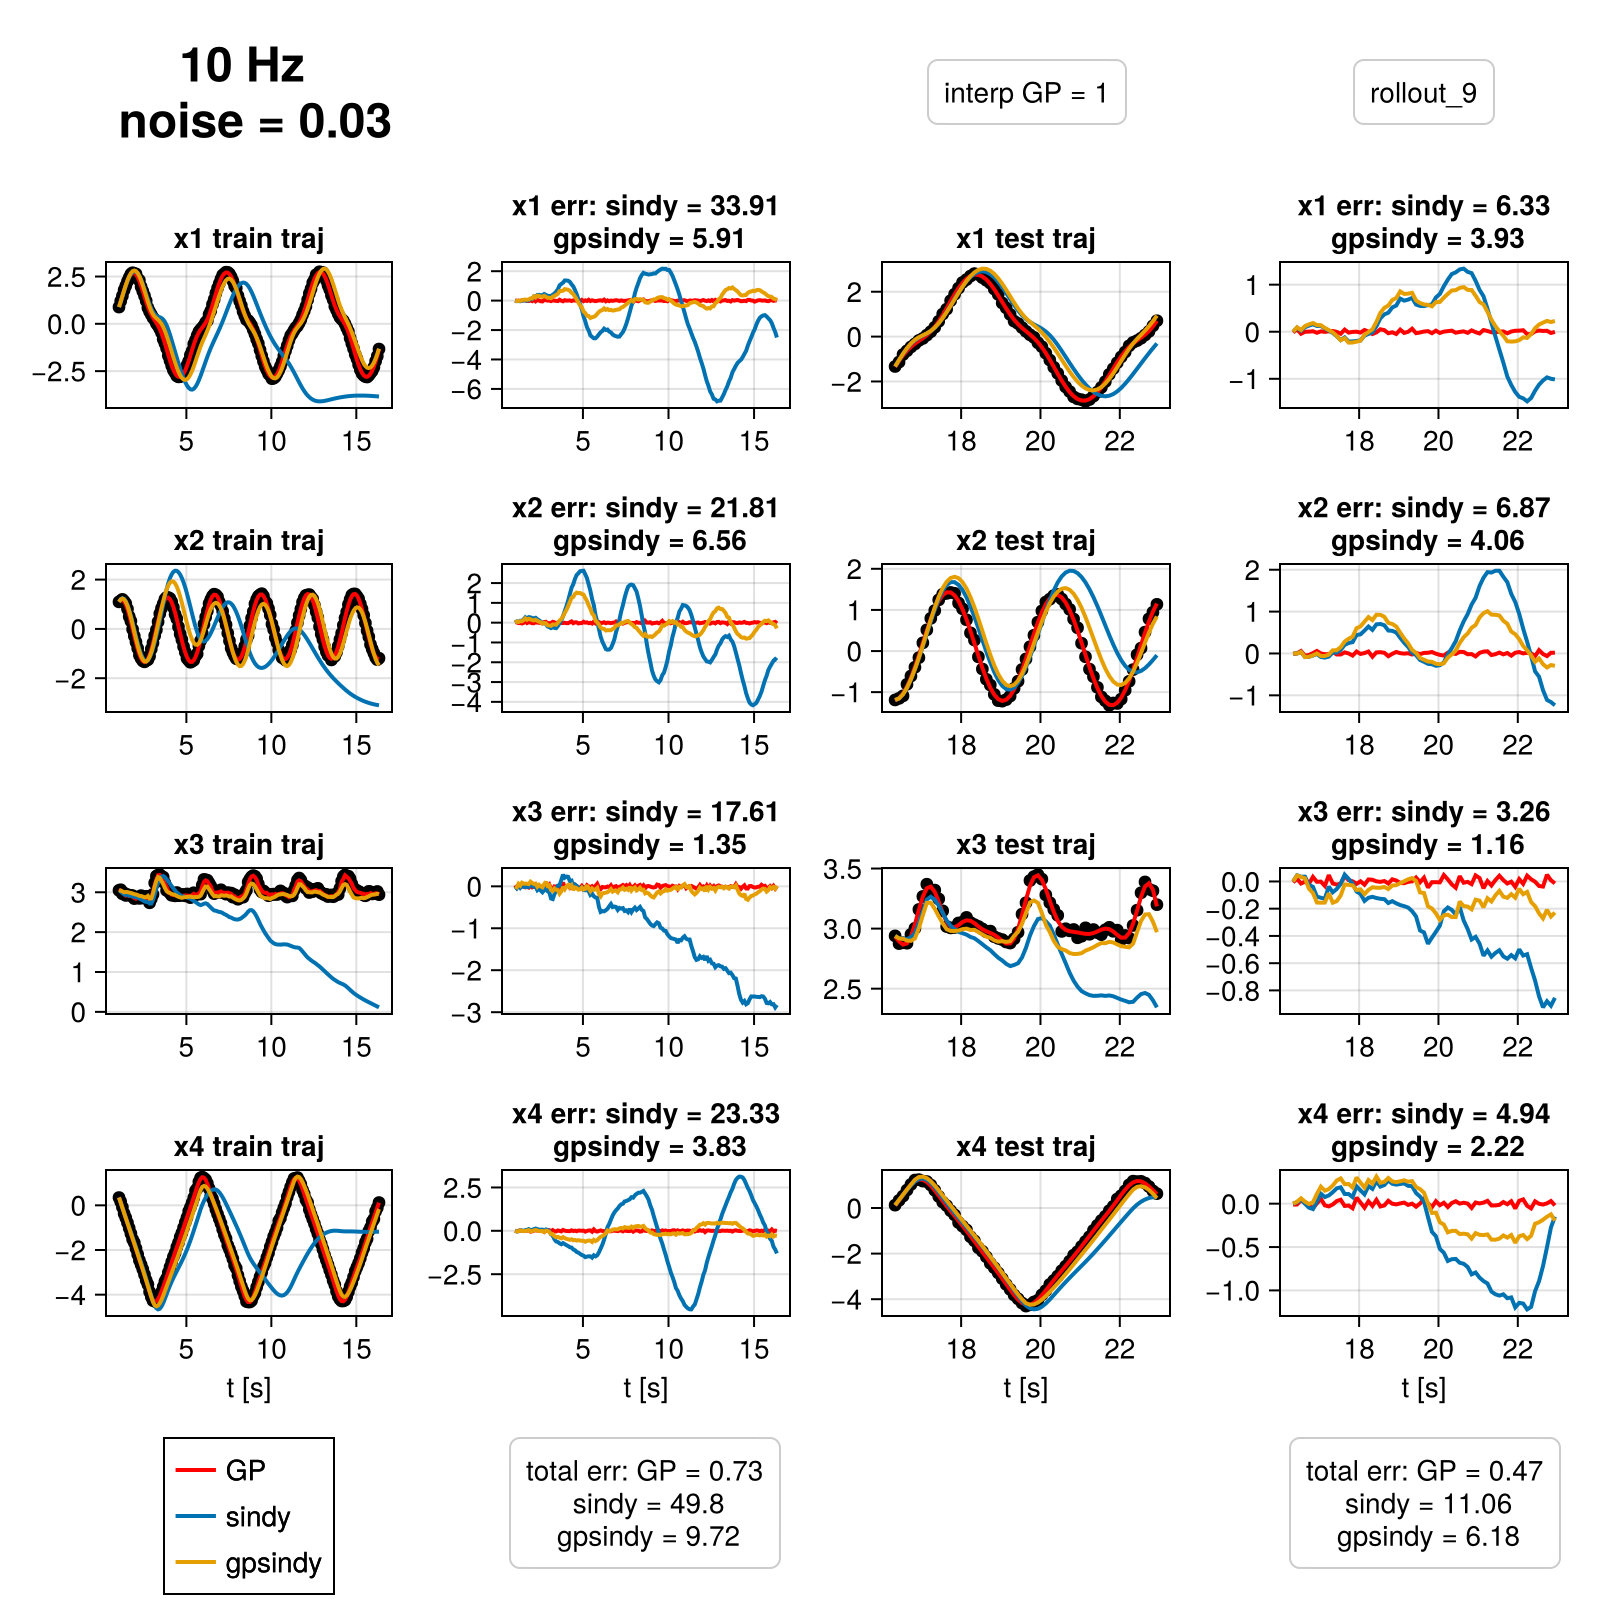 10 Hz
noise = 0.03
interp GP = 1
rollout_9
x1 train traj
2.5
0.0
−2.5
5
10
15
x1 err: sindy = 33.91
gpsindy = 5.91
2
0
−2
−4
−6
5
10
15
x1 test traj
2
0
−2
18
20
22
x1 err: sindy = 6.33
gpsindy = 3.93
1
0
−1
18
20
22
x2 train traj
2
0
−2
5
10
15
x2 err: sindy = 21.81
gpsindy = 6.56
2
1
0
−1
−2
−3
−4
5
10
15
x2 test traj
2
1
0
−1
18
20
22
x2 err: sindy = 6.87
gpsindy = 4.06
2
1
0
−1
18
20
22
x3 train traj
3
2
1
0
5
10
15
x3 err: sindy = 17.61
gpsindy = 1.35
0
−1
−2
−3
5
10
15
x3 test traj
3.5
3.0
2.5
18
20
22
x3 err: sindy = 3.26
gpsindy = 1.16
0.0
−0.2
−0.4
−0.6
−0.8
18
20
22
x4 train traj
0
−2
−4
5
10
15
t [s]
x4 err: sindy = 23.33
gpsindy = 3.83
2.5
0.0
−2.5
5
10
15
t [s]
x4 test traj
0
−2
−4
18
20
22
t [s]
x4 err: sindy = 4.94
gpsindy = 2.22
0.0
−0.5
−1.0
18
20
22
t [s]
GP
sindy
gpsindy
total err: GP = 0.73
sindy = 49.8
gpsindy = 9.72
total err: GP = 0.47
sindy = 11.06
gpsindy = 6.18